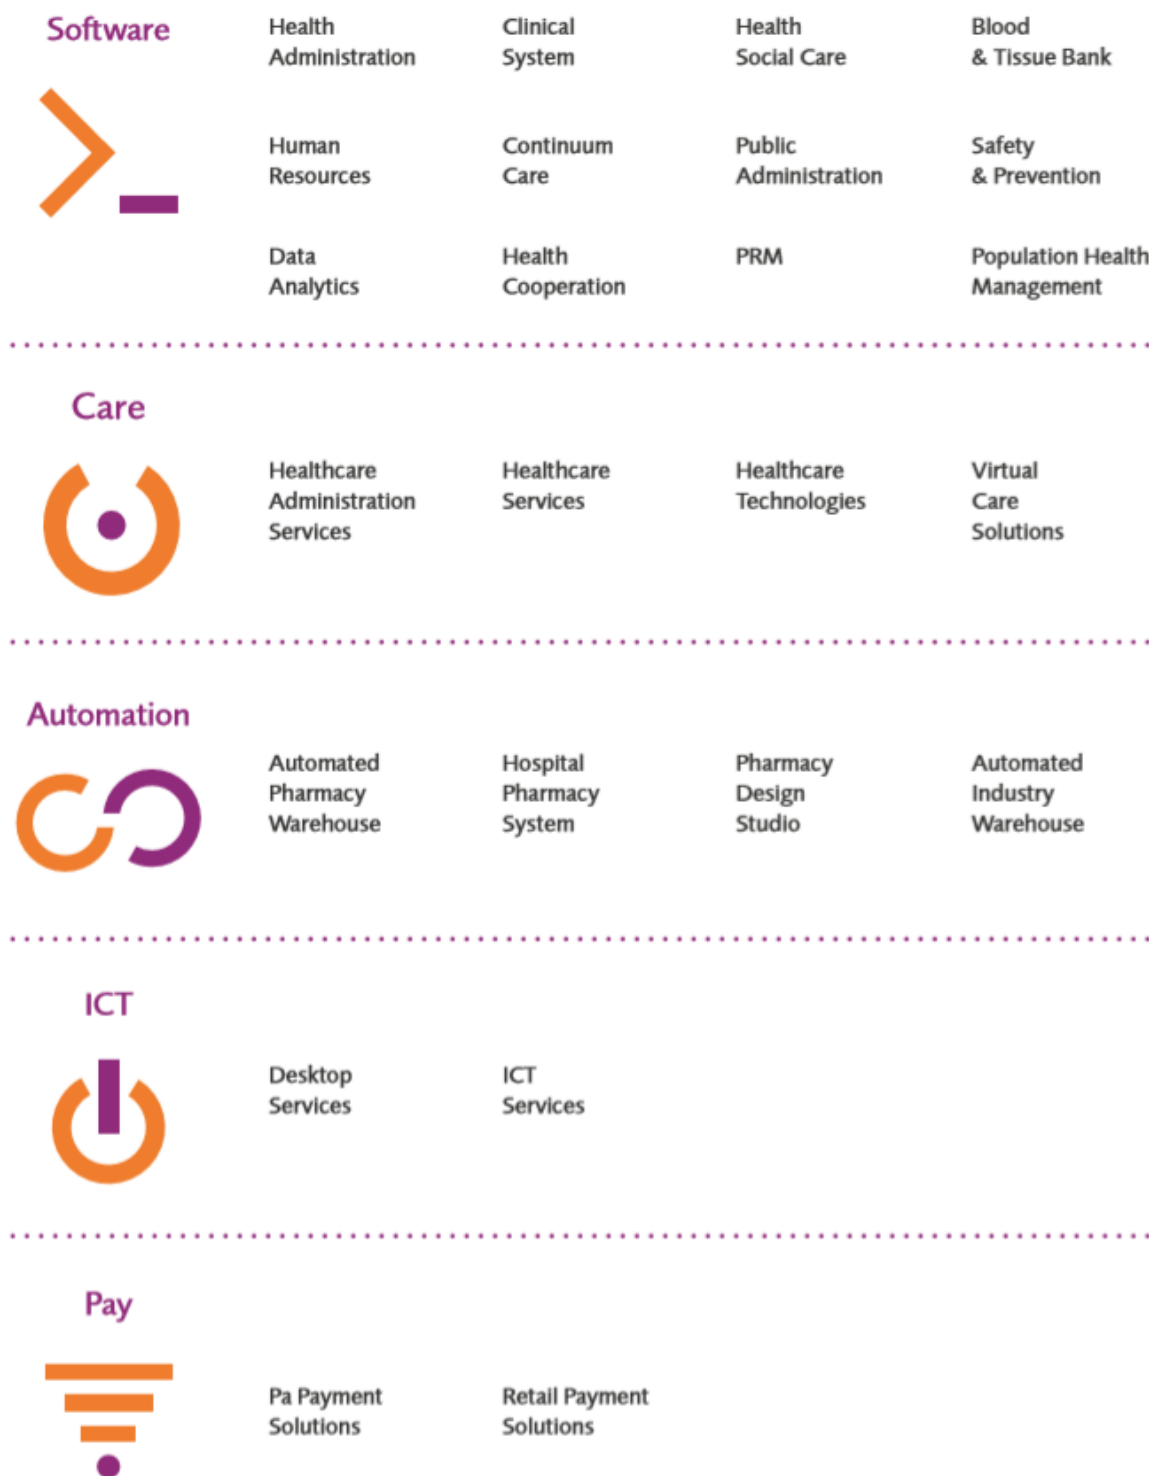 Software
Health
Administration
Clinical
System
Health
Social Care
Blood
& Tissue Bank
Human
Resources
Continuum
Care
Public
Administration
Safety
& Prevention
Data
Analytics
Health
Cooperation
PRM
Population Health
Management
Care
Healthcare
Administration
Services
Healthcare
Services
Healthcare
Technologies
Virtual
Care
Solutions
Automation
Automated
Pharmacy
Warehouse
Hospital
Pharmacy
System
Pharmacy
Design
Studio
Automated
Industry
Warehouse
ICT
Desktop
Services
ICT
Services
Pay
Pa Payment
Solutions
Retail Payment
Solutions